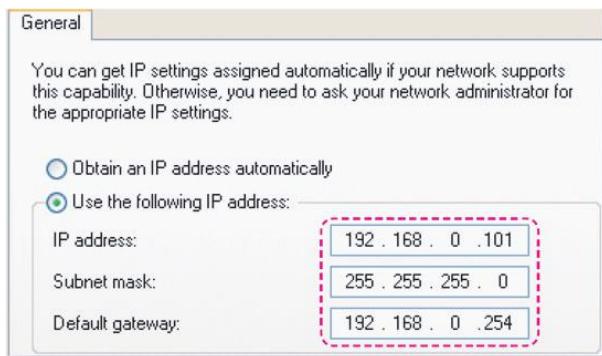 General
You can get IP settings assigned automatically if your network supports
this capability. Otherwise, you need to ask your network administrator for
the appropriate IP settings.
Obtain an IP address automatically
Use the following IP address:
IP address: 192 . 168 . 0 .101
Subnet mask: 255 . 255 . 255 . 0
Default gateway: 192 . 168 . 0 .254